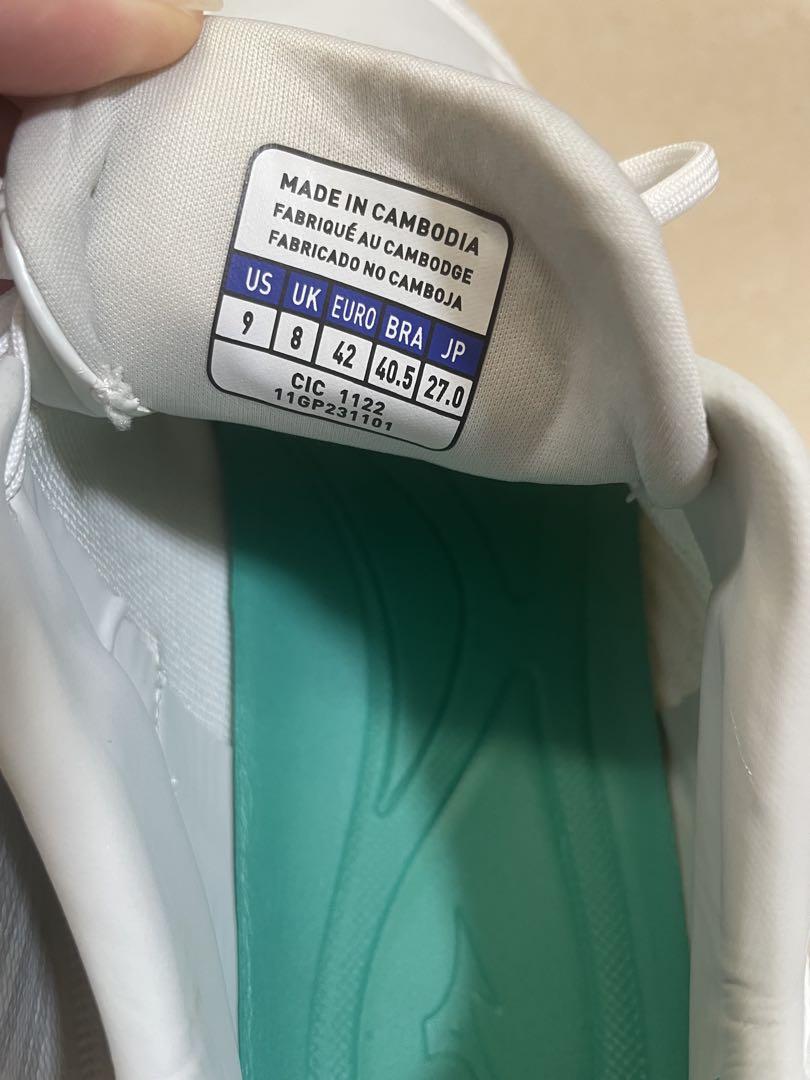 MADE IN CAMBODIA
FABRIQUÉ AU CAMBODGE
FABRICADO NO CAMBOJA
US UK EURO BRA JP
9 8 42 40.5 27.0
CIC 1122
11GP231101